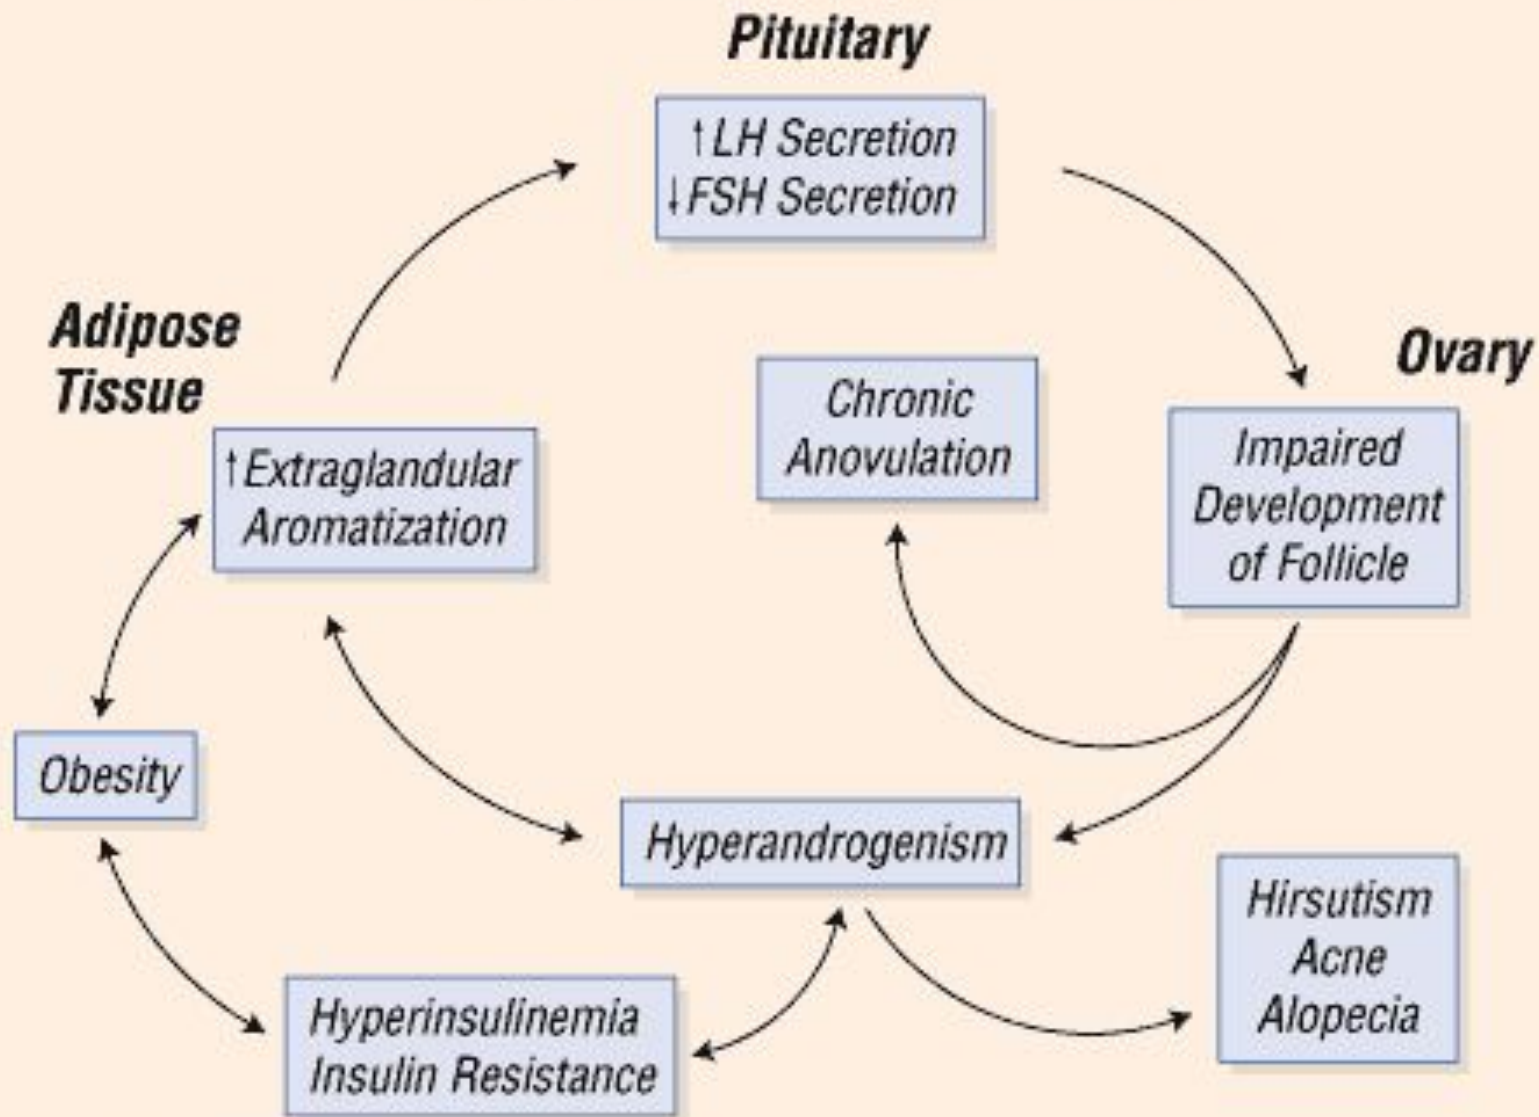 Pituitary
↑LH Secretion
↓FSH Secretion
Adipose
Tissue
↑Extraglandular
Aromatization
Chronic
Anovulation
Ovary
Impaired
Development
of Follicle
Obesity
Hyperandrogenism
Hirsutism
Acne
Alopecia
Hyperinsulinemia
Insulin Resistance